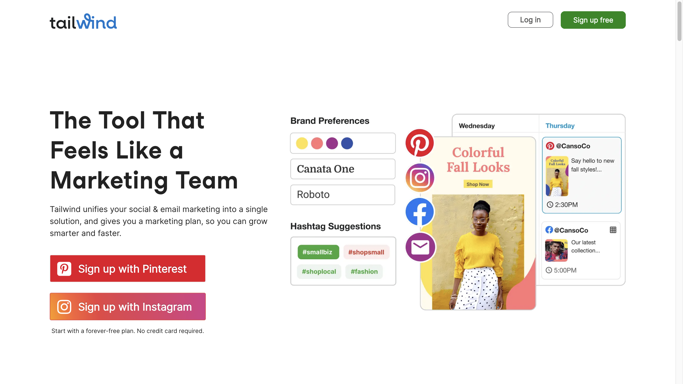 tailwind
Log in
Sign up free
The Tool That
Feels Like a
Marketing Team
Tailwind unifies your social & email marketing into a single
solution, and gives you a marketing plan, so you can grow
smarter and faster.
Sign up with Pinterest
Sign up with Instagram
Start with a forever-free plan. No credit card required.
Brand Preferences
Canata One
Roboto
Hashtag Suggestions
#smallbiz
#shopsmall
#shoplocal
#fashion
Colorful
Fall Looks
Shop Now
Wednesday
Thursday
@CansoCo
Say hello to new
fall styles!...
2:30PM
@CansoCo
Our latest
collection...
5:00PM